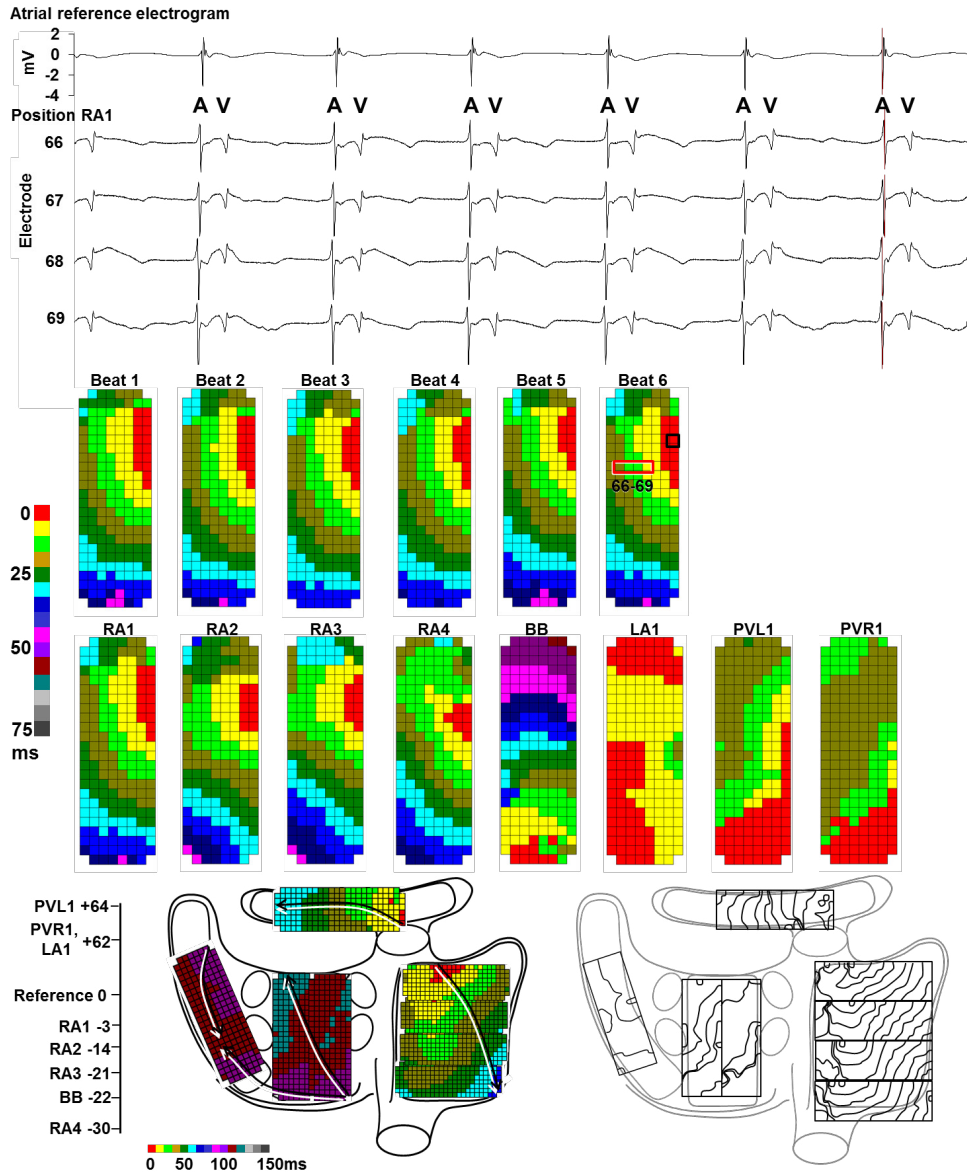 Atrial reference electrogram
2
0
-2
-4
mV
A V A V A V A V A V A V
Position RA1
66
67
68
69
Electrode
Beat 1 Beat 2 Beat 3 Beat 4 Beat 5 Beat 6
66-69
0
25
50
75
ms
RA1 RA2 RA3 RA4 BB LA1 PVL1 PVR1
PVL1 +64
PVR1,
LA1 +62
Reference 0
RA1 -3
RA2 -14
RA3 -21
BB -22
RA4 -30
0 50 100 150ms